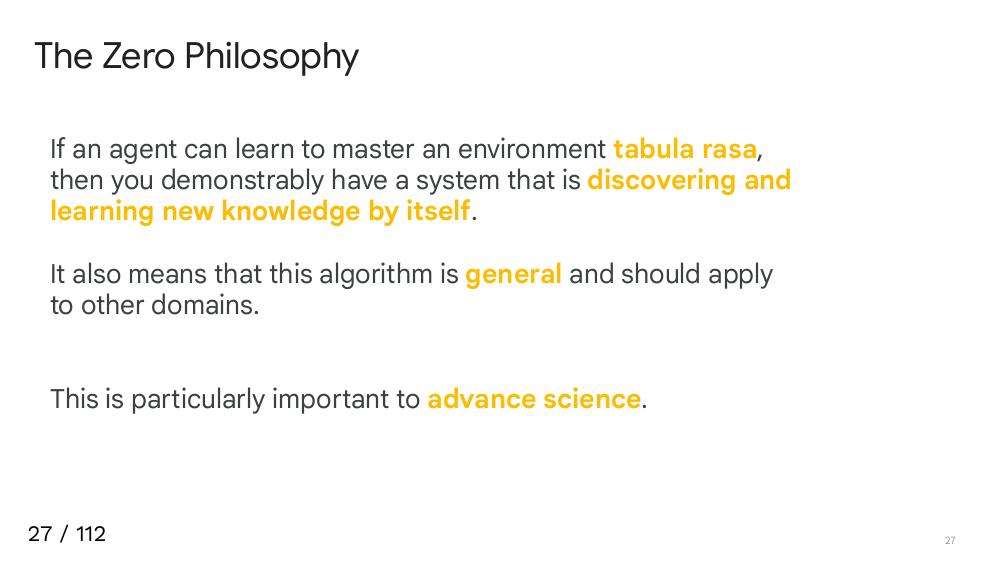 The Zero Philosophy
If an agent can learn to master an environment tabula rasa,
then you demonstrably have a system that is discovering and
learning new knowledge by itself.
It also means that this algorithm is general and should apply
to other domains.
This is particularly important to advance science.
27 / 112
27